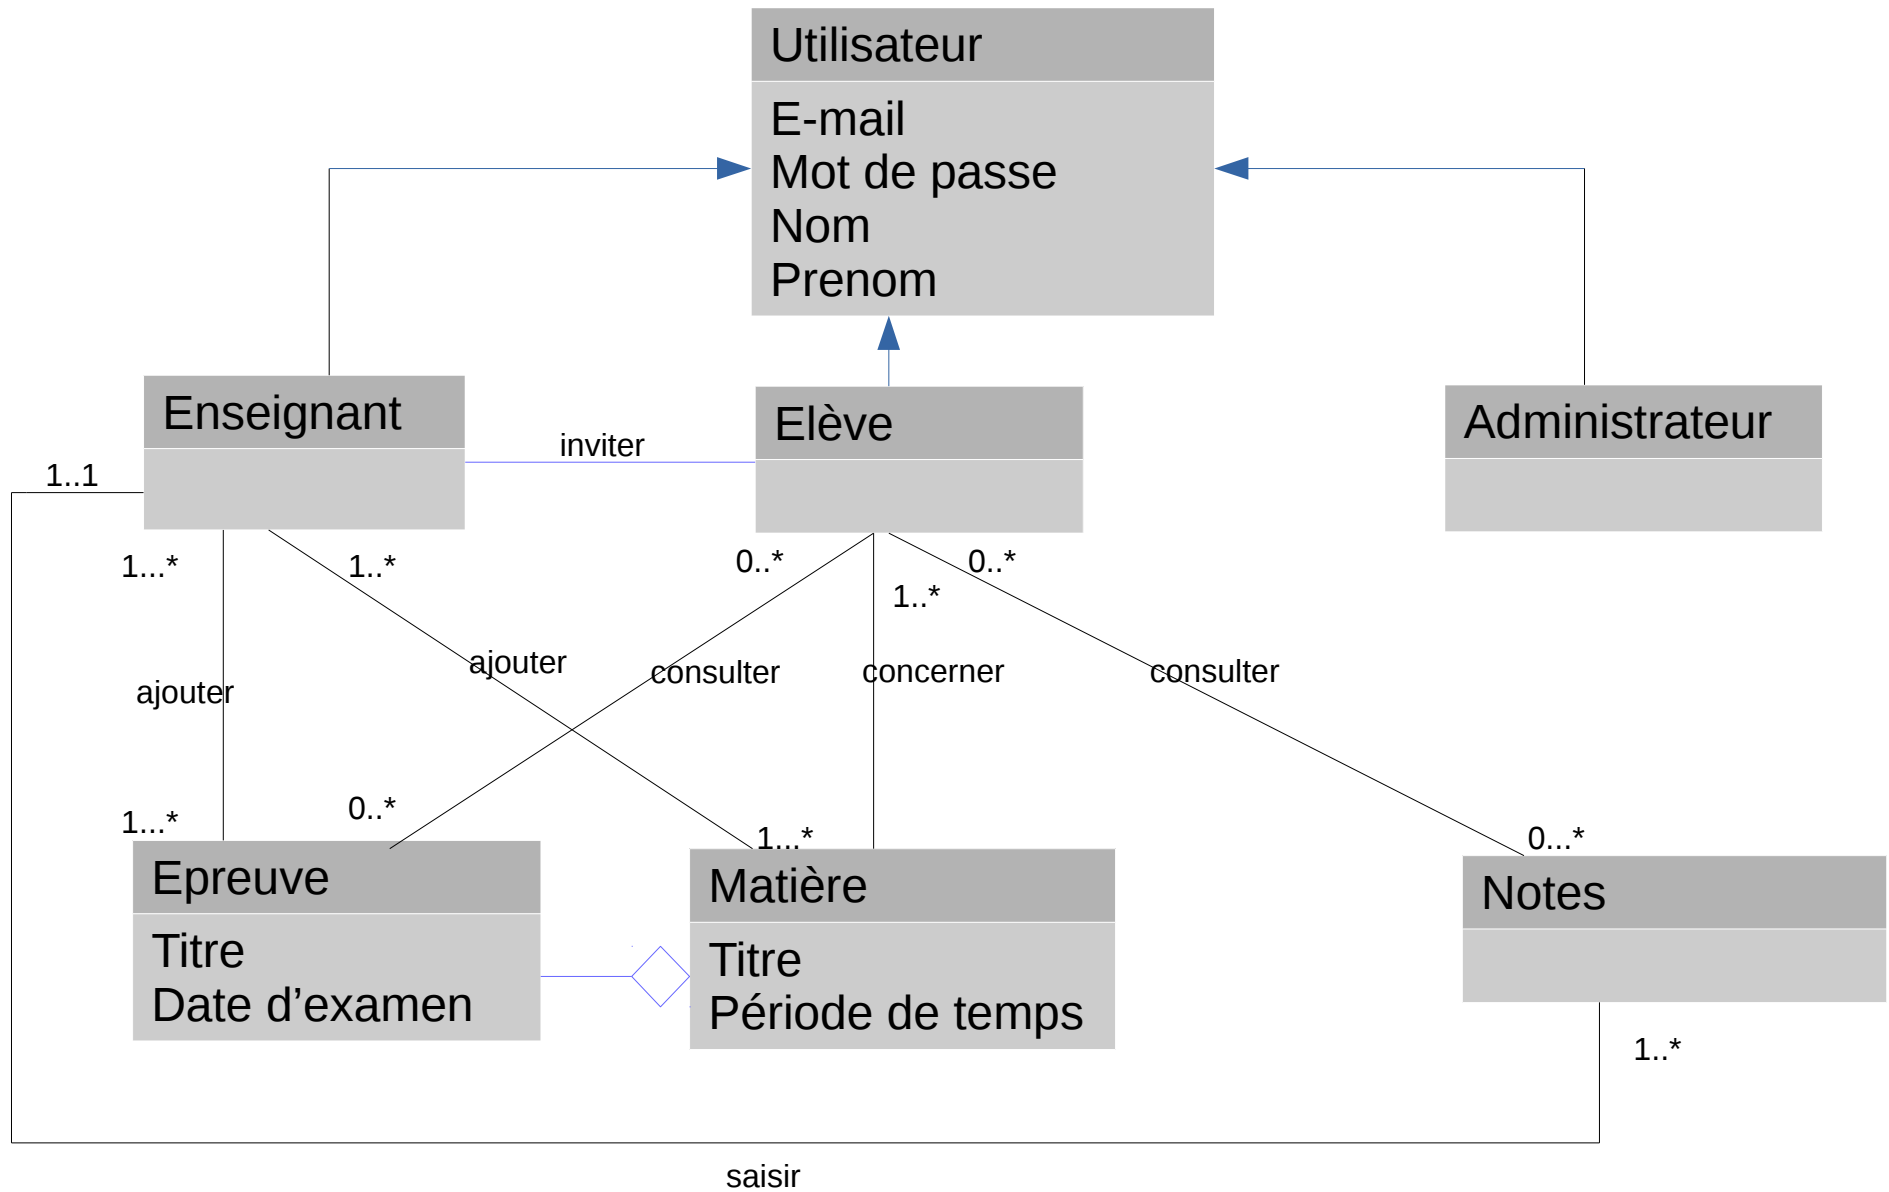 Utilisateur
E-mail
Mot de passe
Nom
Prenom
Enseignant
inviter
Elève
Administrateur
1..1
1...*
1..*
0..*
0..*
1..*
ajouter
ajouter
consulter
concerner
consulter
1...*
0..*
1...*
0...*
Epreuve
Titre
Date d’examen
Matière
Titre
Période de temps
Notes
1..*
saisir